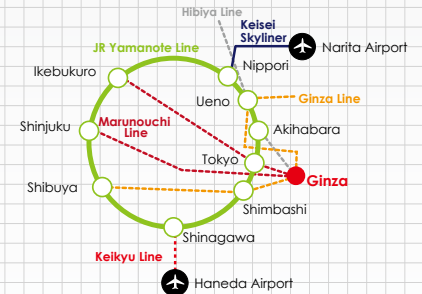 Hibiya Line
Keisei
Skyliner
JR Yamanote Line
Narita Airport
Nippori
Ikebukuro
Ueno
Ginza Line
Shinjuku
Marunouchi
Line
Akihabara
Tokyo
Ginza
Shibuya
Shimbashi
Shinagawa
Keikyu Line
Haneda Airport